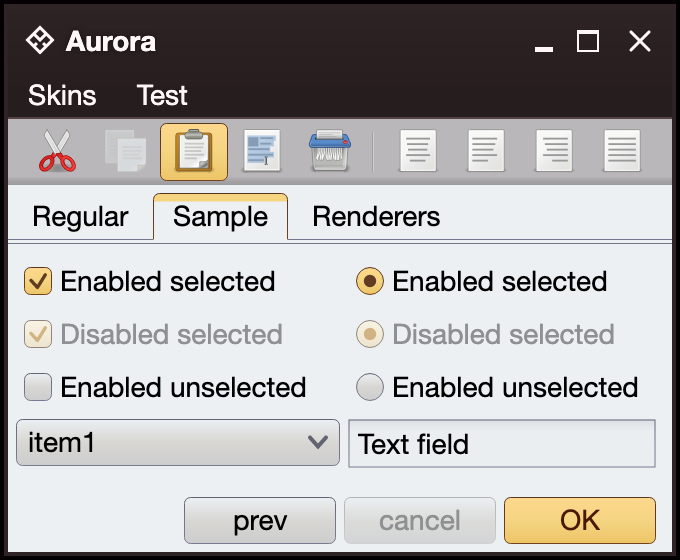 Aurora
Skins Test
Regular Sample Renderers
Enabled selected Enabled selected
Disabled selected Disabled selected
Enabled unselected Enabled unselected
item1 Text field
prev cancel OK